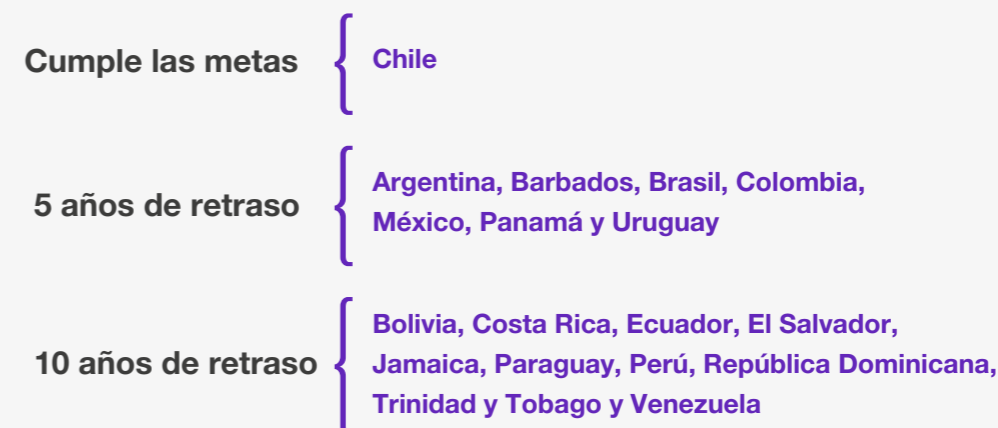 Cumple las metas
Chile
5 años de retraso
Argentina, Barbados, Brasil, Colombia,
México, Panamá y Uruguay
10 años de retraso
Bolivia, Costa Rica, Ecuador, El Salvador,
Jamaica, Paraguay, Perú, República Dominicana,
Trinidad y Tobago y Venezuela